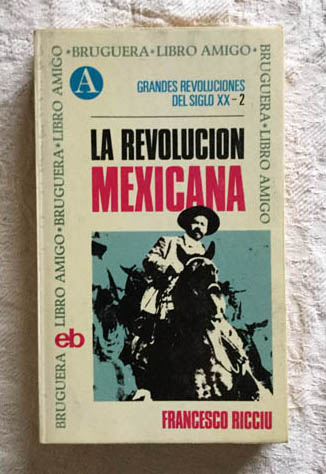 BRUGUERA·LIBRO AMIGO·
BRUGUERA LIBRO AMIGO·BRUGUERA·LIBRO AMIGO
BRUGUERA·LIBRO AMIGO
A
GRANDES REVOLUCIONES
DEL SIGLO XX-2
LA REVOLUCION
MEXICANA
eb
FRANCESCO RICCIU